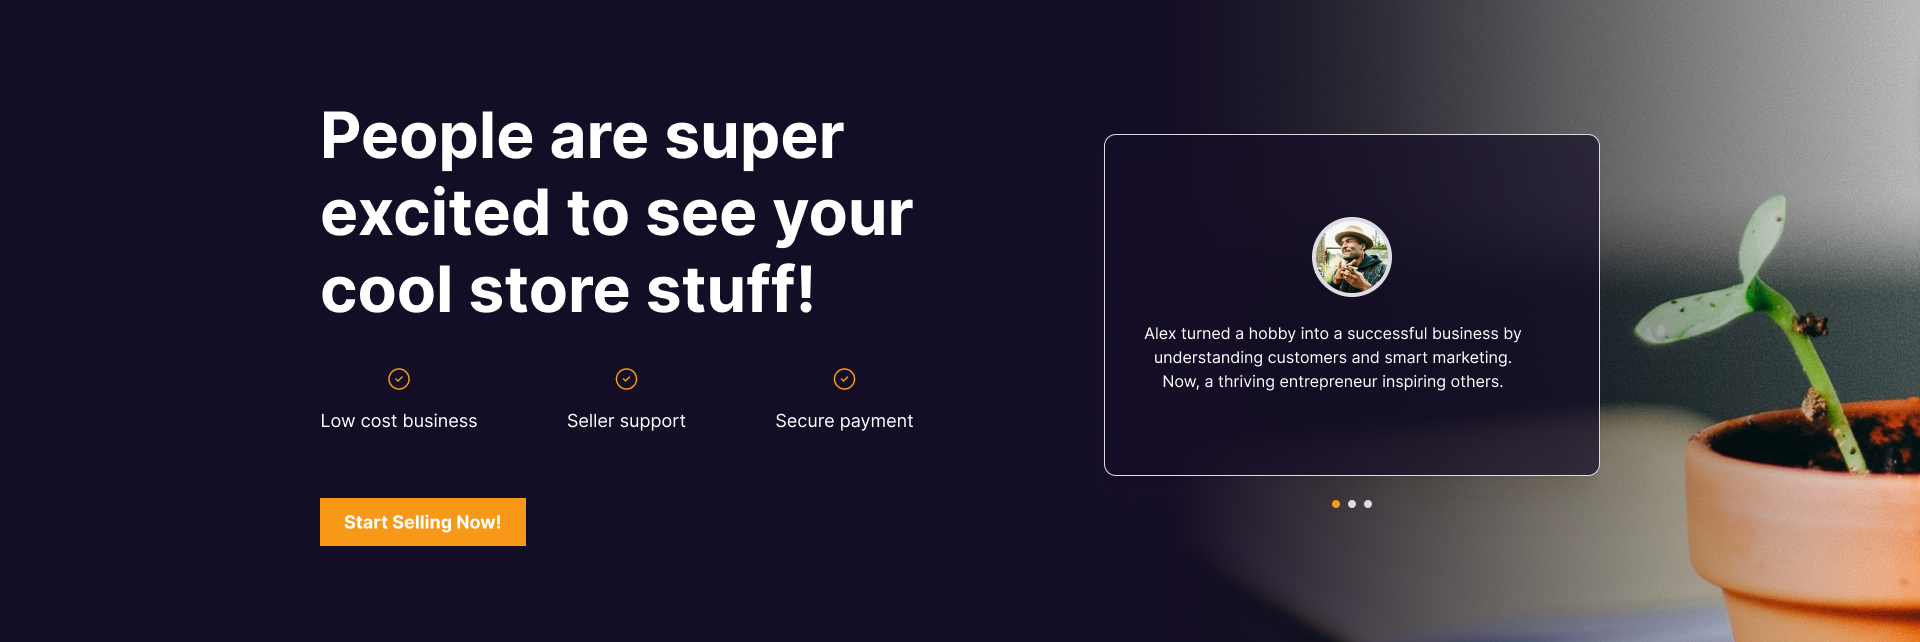 People are super
excited to see your
cool store stuff!
Low cost business
Seller support
Secure payment
Start Selling Now!
Alex turned a hobby into a successful business by
understanding customers and smart marketing.
Now, a thriving entrepreneur inspiring others.